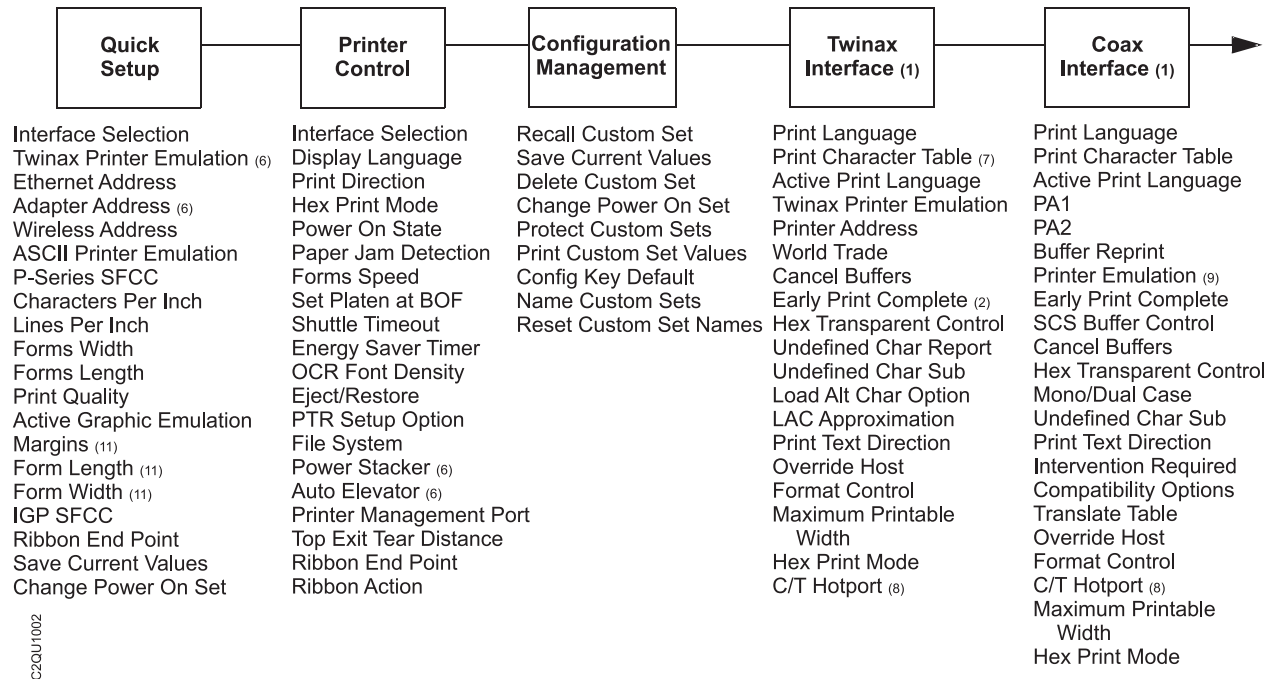 Quick
Setup
Printer
Control
Configuration
Management
Twinax
Interface (1)
Coax
Interface (1)
Interface Selection
Twinax Printer Emulation (6)
Ethernet Address
Adapter Address (6)
Wireless Address
ASCII Printer Emulation
P-Series SFCC
Characters Per Inch
Lines Per Inch
Forms Width
Forms Length
Print Quality
Active Graphic Emulation
Margins (11)
Form Length (11)
Form Width (11)
IGP SFCC
Ribbon End Point
Save Current Values
Change Power On Set
Interface Selection
Display Language
Print Direction
Hex Print Mode
Power On State
Paper Jam Detection
Forms Speed
Set Platen at BOF
Shuttle Timeout
Energy Saver Timer
OCR Font Density
Eject/Restore
PTR Setup Option
File System
Power Stacker (6)
Auto Elevator (6)
Printer Management Port
Top Exit Tear Distance
Ribbon End Point
Ribbon Action
Recall Custom Set
Save Current Values
Delete Custom Set
Change Power On Set
Protect Custom Sets
Print Custom Set Values
Config Key Default
Name Custom Sets
Reset Custom Set Names
Print Language
Print Character Table (7)
Active Print Language
Twinax Printer Emulation
Printer Address
World Trade
Cancel Buffers
Early Print Complete (2)
Hex Transparent Control
Undefined Char Report
Undefined Char Sub
Load Alt Char Option
LAC Approximation
Print Text Direction
Override Host
Format Control
Maximum Printable
Width
Hex Print Mode
C/T Hotport (8)
Print Language
Print Character Table
Active Print Language
PA1
PA2
Buffer Reprint
Printer Emulation (9)
Early Print Complete
SCS Buffer Control
Cancel Buffers
Hex Transparent Control
Mono/Dual Case
Undefined Char Sub
Print Text Direction
Intervention Required
Compatibility Options
Translate Table
Override Host
Format Control
C/T Hotport (8)
Maximum Printable
Width
Hex Print Mode
C2QU1002